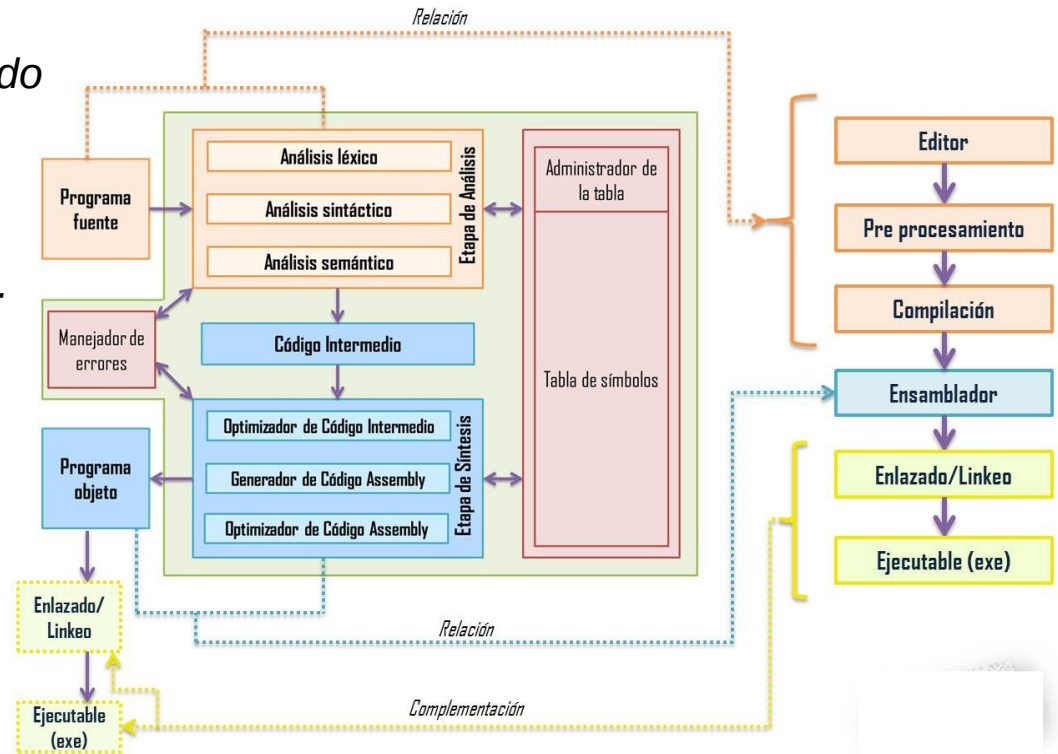 Relación
do
Análisis léxico
Análisis sintáctico
Análisis semántico
Etapa de Análisis
Administrador de
la tabla
Tabla de símbolos
Programa
fuente
.
Manejador de
errores
Código Intermedio
Optimizador de Código Intermedio
Generador de Código Assembly
Optimizador de Código Assembly
Etapa de Síntesis
Programa
objeto
Enlazado/
Linkeo
Ejecutable
(exe)
Relación
Complementación
Editor
Pre procesamiento
Compilación
Ensamblador
Enlazado/Linkeo
Ejecutable (exe)